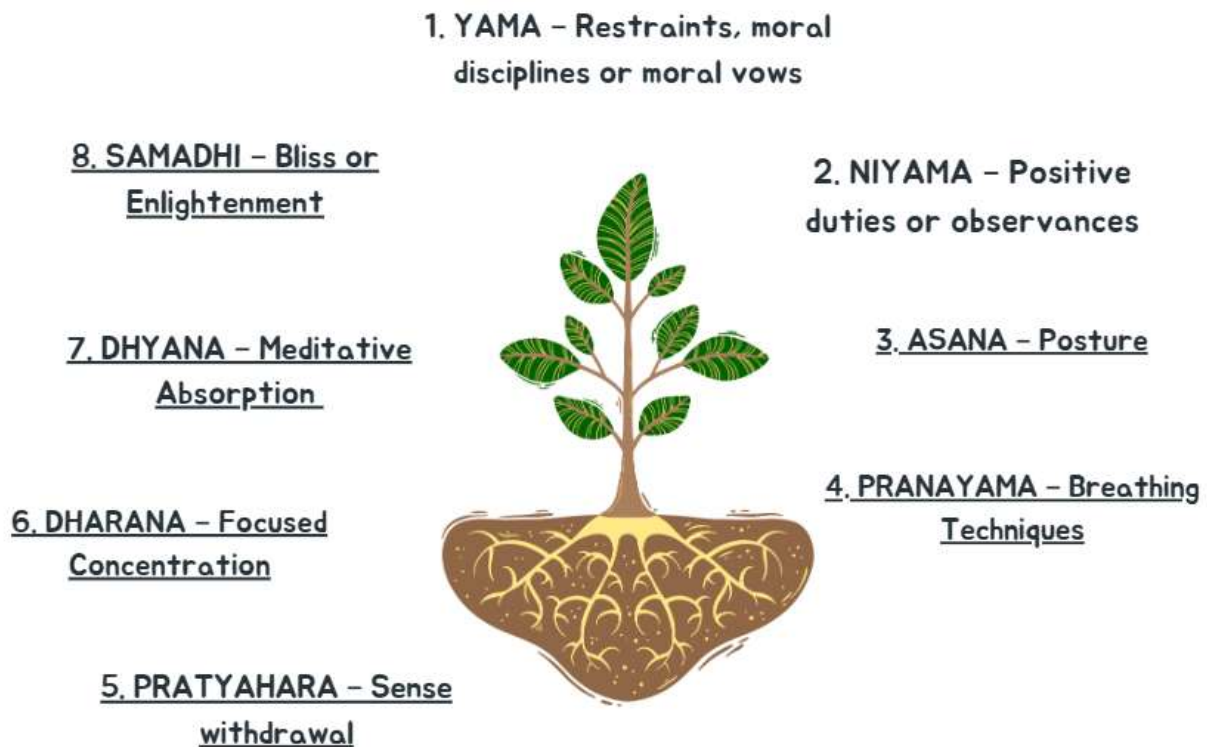 1. YAMA – Restraints, moral
disciplines or moral vows
2. NIYAMA – Positive
duties or observances
3. ASANA – Posture
4. PRANAYAMA – Breathing
Techniques
5. PRATYAHARA – Sense
withdrawal
6. DHARANA – Focused
Concentration
7. DHYANA – Meditative
Absorption
8. SAMADHI – Bliss or
Enlightenment